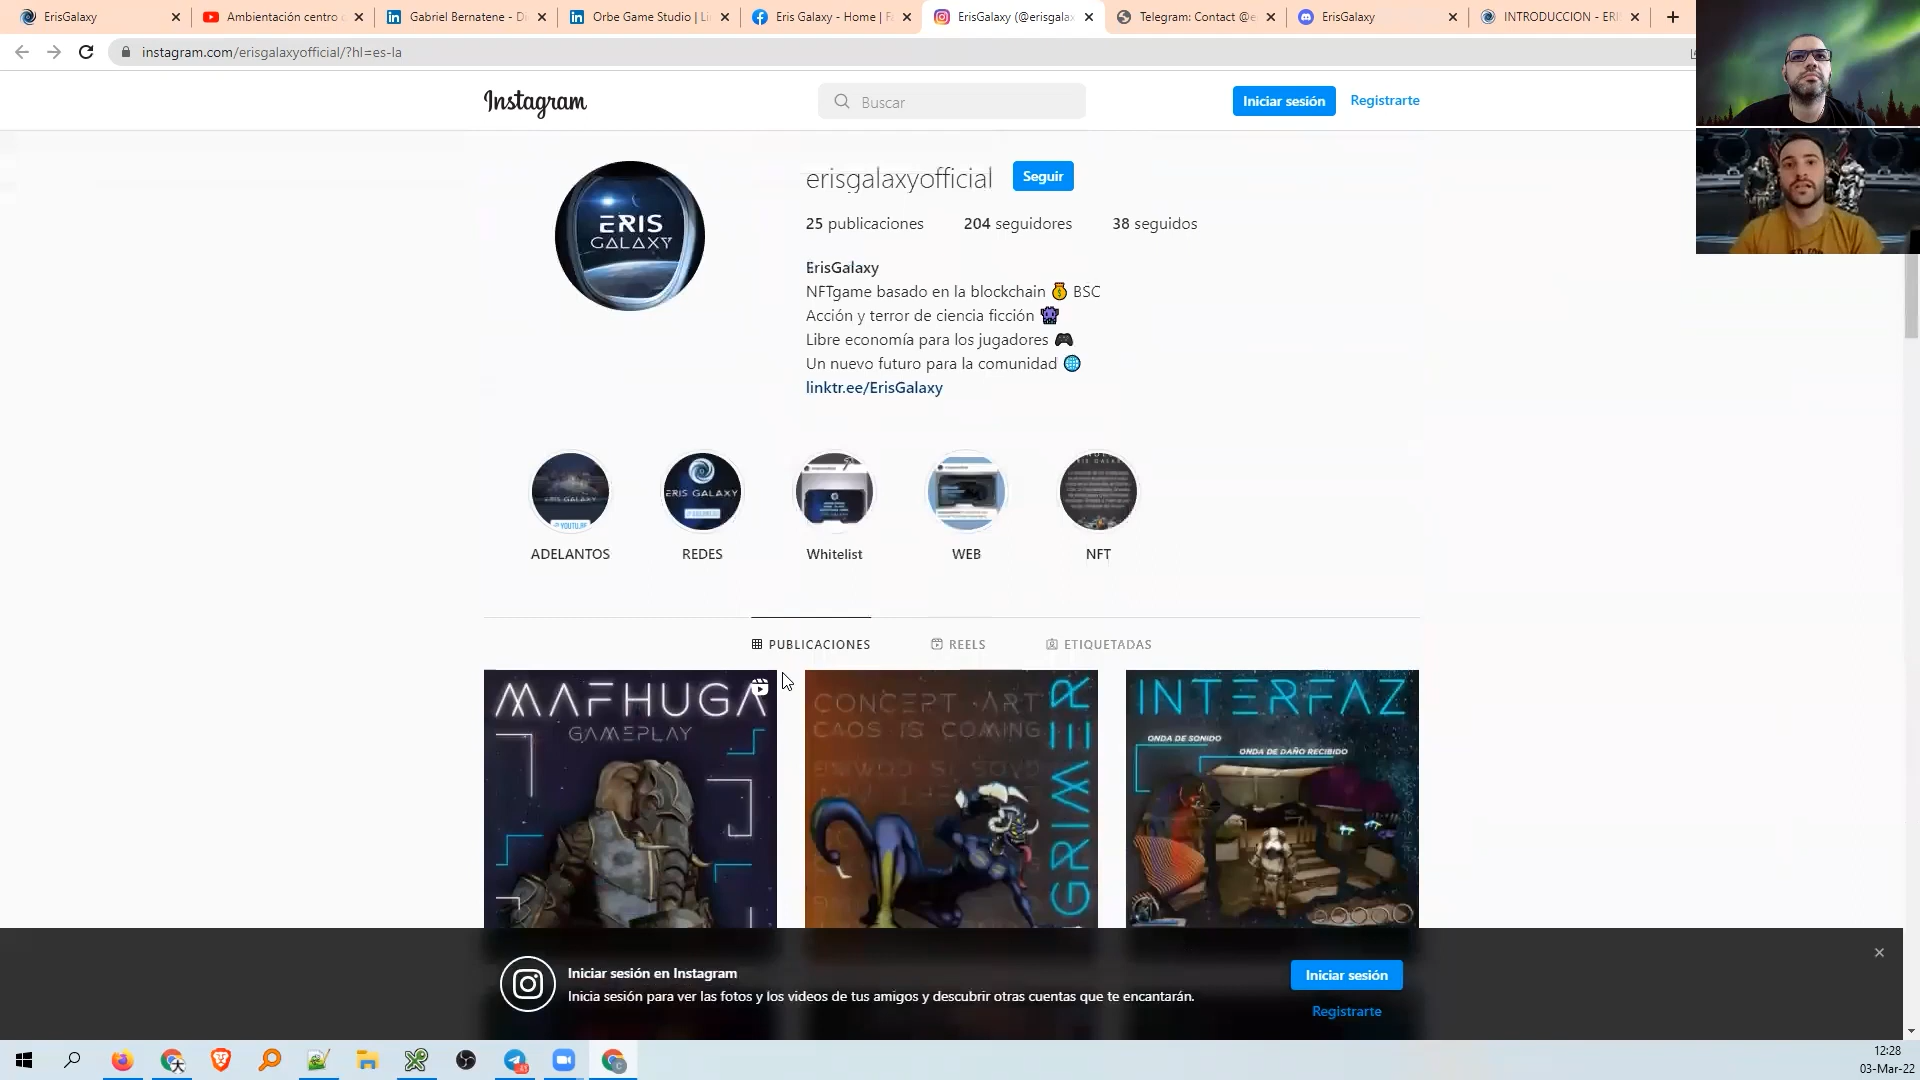 ErisGalaxy
Ambientación centro
Gabriel Bernatene - Di
Orbe Game Studio | Li
Eris Galaxy - Home | F
ErisGalaxy (@erisgala
Telegram: Contact @e
ErisGalaxy
INTRODUCCION - ERI
instagram.com/erisgalaxyofficial/?hl=es-la
Instagram
Buscar
Iniciar sesión
Registrarte
ERIS
GALAXY
erisgalaxyofficial
Seguir
25 publicaciones
204 seguidores
38 seguidos
ErisGalaxy
NFTgame basado en la blockchain 💰 BSC
Acción y terror de ciencia ficción 👾
Libre economía para los jugadores 🎮
Un nuevo futuro para la comunidad 🌐
linktr.ee/ErisGalaxy
ERIS GALAXY
YOUTU.BE
ERIS GALAXY
ADELANTOS
REDES
Whitelist
WEB
NFT
PUBLICACIONES
REELS
ETIQUETADAS
MAFHUGA
GAMEPLAY
CONCEPT ART
CAOS IS COMING
GRIMER
INTERFAZ
ONDA DE SONIDO
ONDA DE DAÑO RECIBIDO
Iniciar sesión en Instagram
Inicia sesión para ver las fotos y los videos de tus amigos y descubrir otras cuentas que te encantarán.
Iniciar sesión
Registrarte
12:28
03-Mar-22